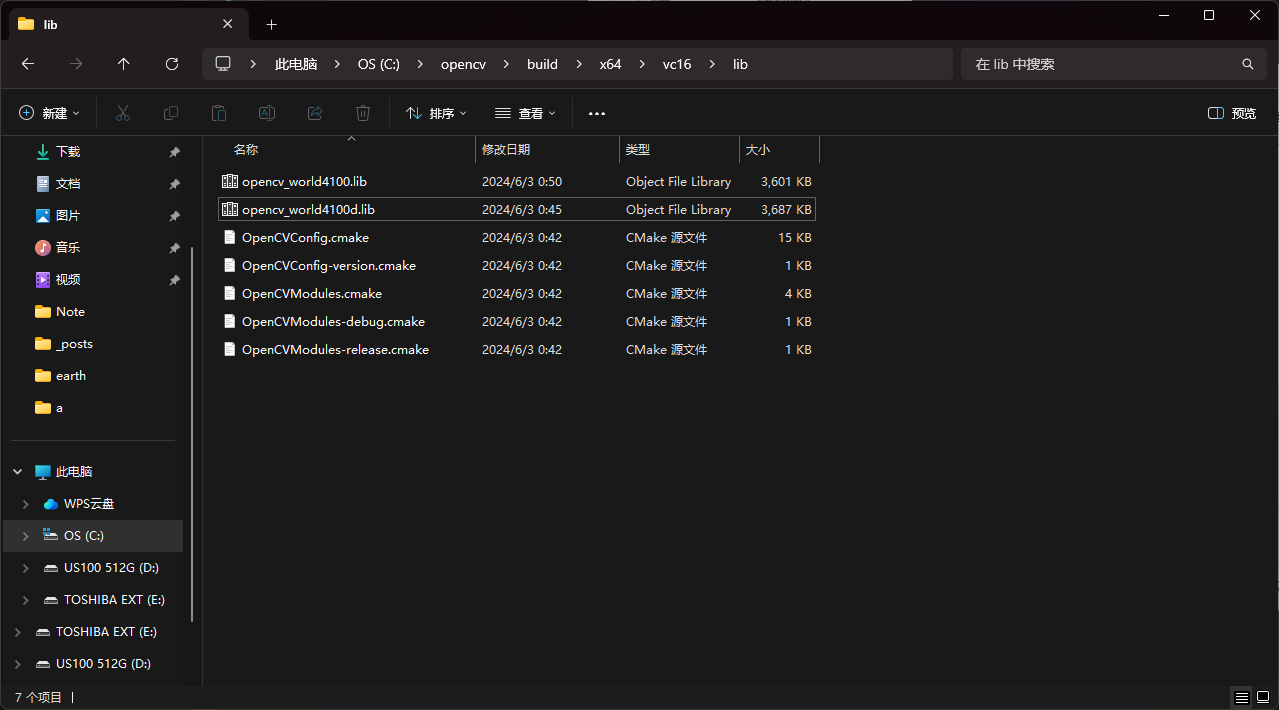 lib
此电脑 OS (C:) opencv build x64 vc16 lib
在 lib 中搜索
新建 排序 查看 预览
下载
文档
图片
音乐
视频
Note
_posts
earth
a
此电脑
WPS云盘
OS (C:)
US100 512G (D:)
TOSHIBA EXT (E:)
TOSHIBA EXT (E:)
US100 512G (D:)
名称 修改日期 类型 大小
opencv_world4100.lib 2024/6/3 0:50 Object File Library 3,601 KB
opencv_world4100d.lib 2024/6/3 0:45 Object File Library 3,687 KB
OpenCVConfig.cmake 2024/6/3 0:42 CMake 源文件 15 KB
OpenCVConfig-version.cmake 2024/6/3 0:42 CMake 源文件 1 KB
OpenCVModules.cmake 2024/6/3 0:42 CMake 源文件 4 KB
OpenCVModules-debug.cmake 2024/6/3 0:42 CMake 源文件 1 KB
OpenCVModules-release.cmake 2024/6/3 0:42 CMake 源文件 1 KB
7 个项目